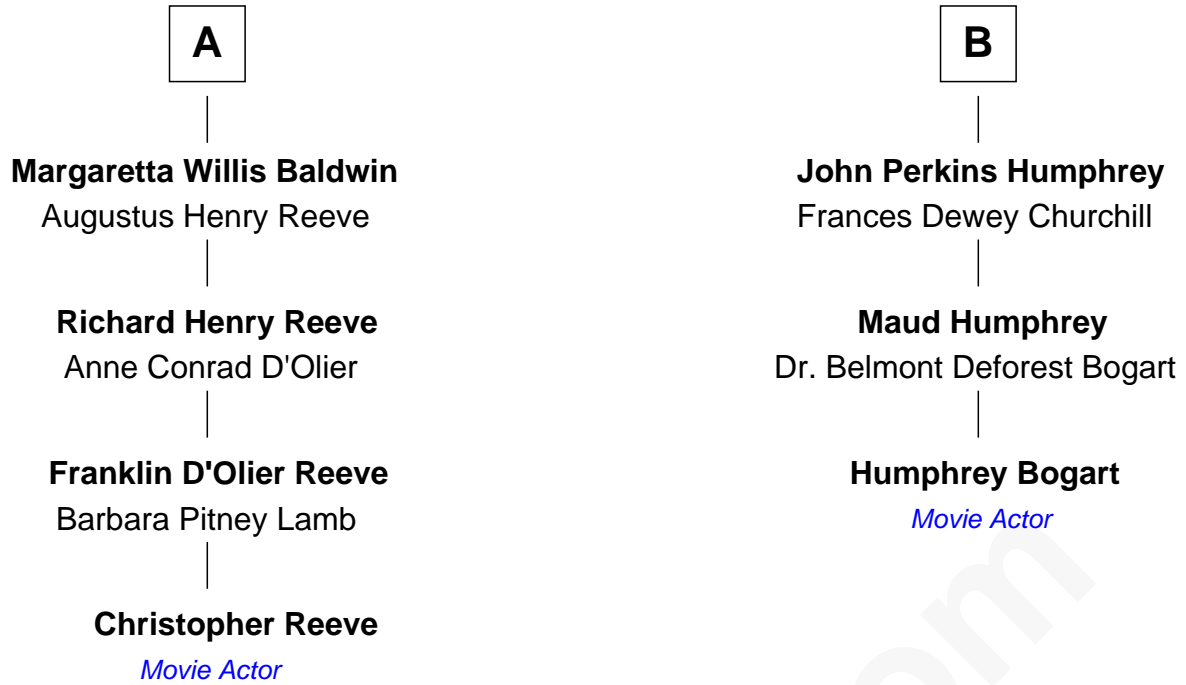 A
Margaretta Willis Baldwin
Augustus Henry Reeve
Richard Henry Reeve
Anne Conrad D'Olier
Franklin D'Olier Reeve
Barbara Pitney Lamb
Christopher Reeve
Movie Actor
B
John Perkins Humphrey
Frances Dewey Churchill
Maud Humphrey
Dr. Belmont Deforest Bogart
Humphrey Bogart
Movie Actor
om